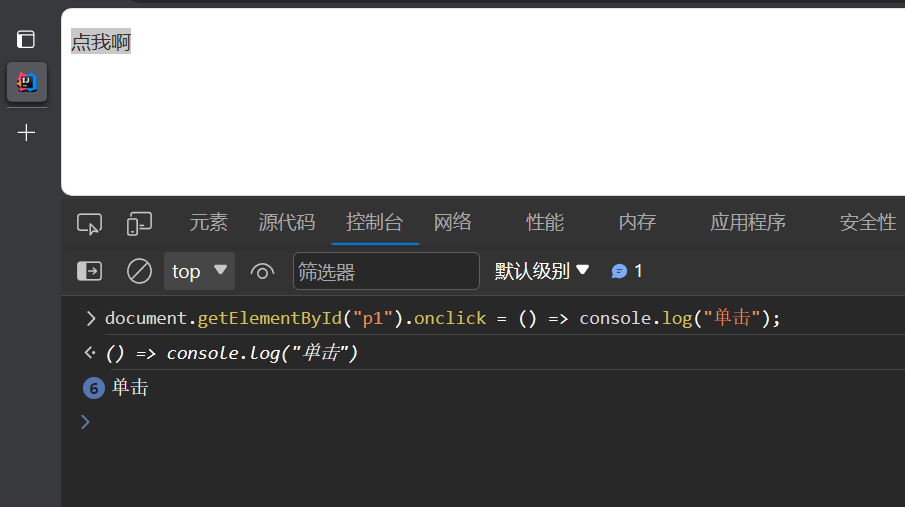 点我啊
元素 源代码 控制台 网络 性能 内存 应用程序 安全性
top 筛选器 默认级别 1
document.getElementById("p1").onclick = () => console.log("单击");
() => console.log("单击")
6 单击